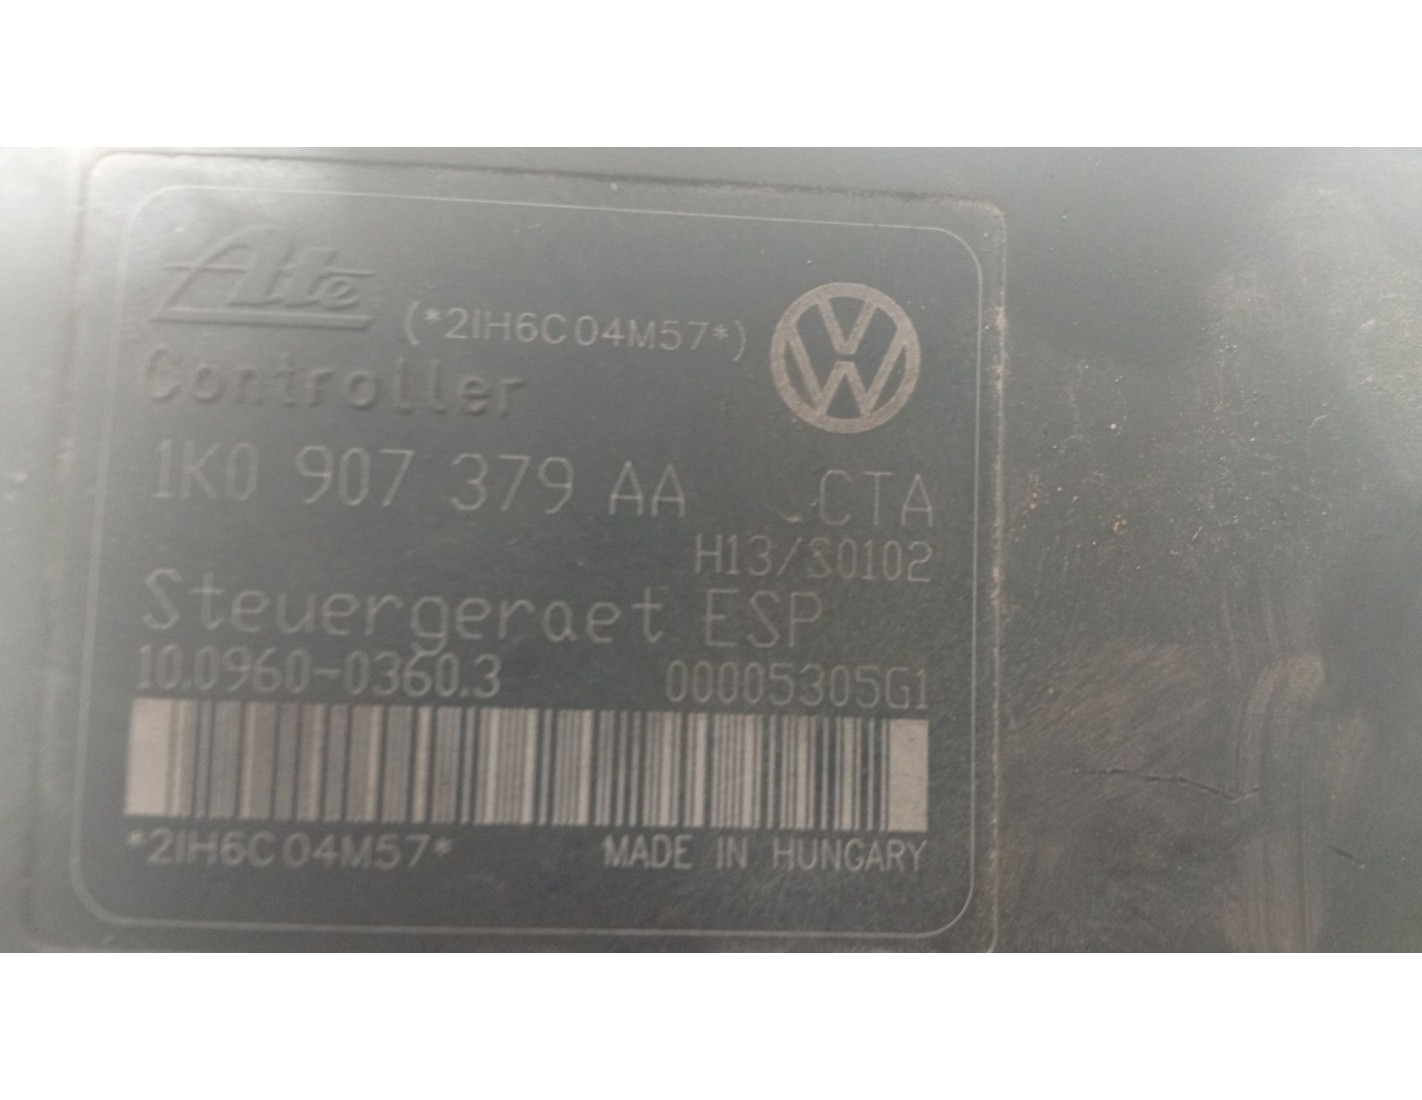 Ate
(*2IH6C04M57*)
Controller
1K0 907 379 AA CTA
H13/S0102
Steuergeraet ESP
10.0960-0360.3 00005305G1
*2IH6C04M57* MADE IN HUNGARY